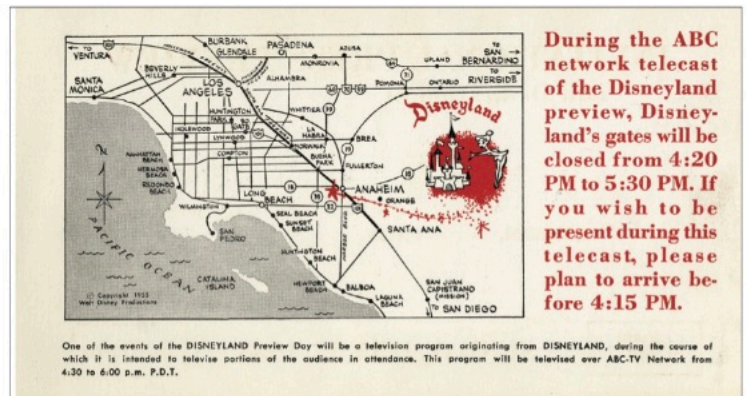 TO
VENTURA
BURBANK
GLENDALE
PASADENA
AZUSA
MONROVIA
UPLAND
TO
SAN
BERNARDINO
TO
RIVERSIDE
POMONA
ONTARIO
BEVERLY
HILLS
LOS
ANGELES
ALHAMBRA
SANTA
MONICA
HUNTINGTON
PARK
SO
GATE
WHITTIER
INGLEWOOD
LYNWOOD
COMPTON
LA
HABRA
NORWALK
BREA
BUENA
PARK
FULLERTON
MANHATTAN
BEACH
HERMOSA
BEACH
REDONDO
BEACH
LONG
BEACH
ANAHEIM
ORANGE
WILMINGTON
SEAL BEACH
SUNSET
BEACH
SANTA ANA
SAN
PEDRO
HARBOR BLVD
HUNTINGTON
BEACH
CATALINA
ISLAND
NEWPORT
BEACH
BALBOA
LAGUNA
BEACH
SAN JUAN
CAPISTRANO
(MISSION)
TO
SAN DIEGO
PACIFIC OCEAN
© Copyright 1955
Walt Disney Productions
Disneyland
During the ABC
network telecast
of the Disneyland
preview, Disney-
land's gates will be
closed from 4:20
PM to 5:30 PM. If
you wish to be
present during this
telecast, please
plan to arrive be-
fore 4:15 PM.
One of the events of the DISNEYLAND Preview Day will be a television program originating from DISNEYLAND, during the course of
which it is intended to televise portions of the audience in attendance. This program will be televised over ABC-TV Network from
4:30 to 6:00 p.m. P.D.T.